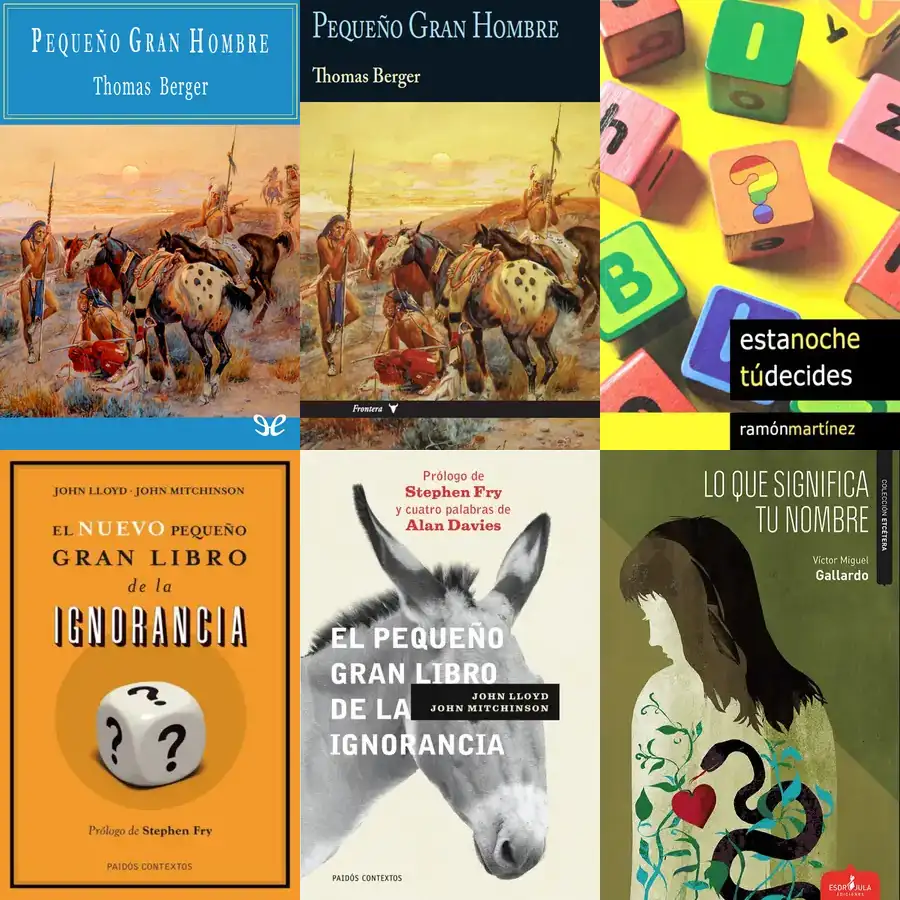 PEQUEÑO GRAN HOMBRE
Thomas Berger
PEQUEÑO GRAN HOMBRE
Thomas Berger
Frontera
estanoche
túdecides
ramónmartínez
JOHN LLOYD · JOHN MITCHINSON
EL NUEVO PEQUEÑO
GRAN LIBRO
de la
IGNORANCIA
Prólogo de Stephen Fry
PAIDÓS CONTEXTOS
Prólogo de
Stephen Fry
y cuatro palabras de
Alan Davies
EL PEQUEÑO
GRAN LIBRO
DE LA
IGNORANCIA
JOHN LLOYD
JOHN MITCHINSON
PAIDÓS CONTEXTOS
LO QUE SIGNIFICA
TU NOMBRE
Víctor Miguel
Gallardo
COLECCIÓN ETCÉTERA
ESDRÚJULA
EDICIONES